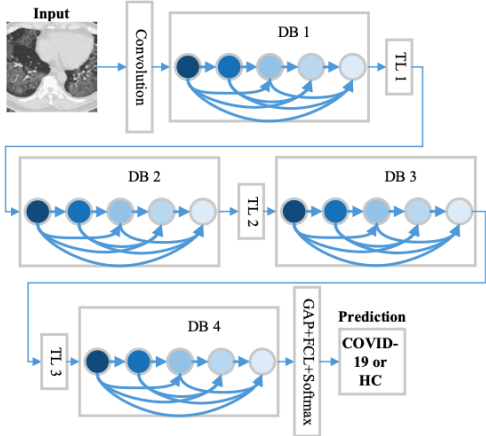 Input
Convolution
DB 1
TL 1
DB 2
TL 2
DB 3
TL 3
DB 4
GAP+FCL+Softmax
Prediction
COVID-
19 or
HC